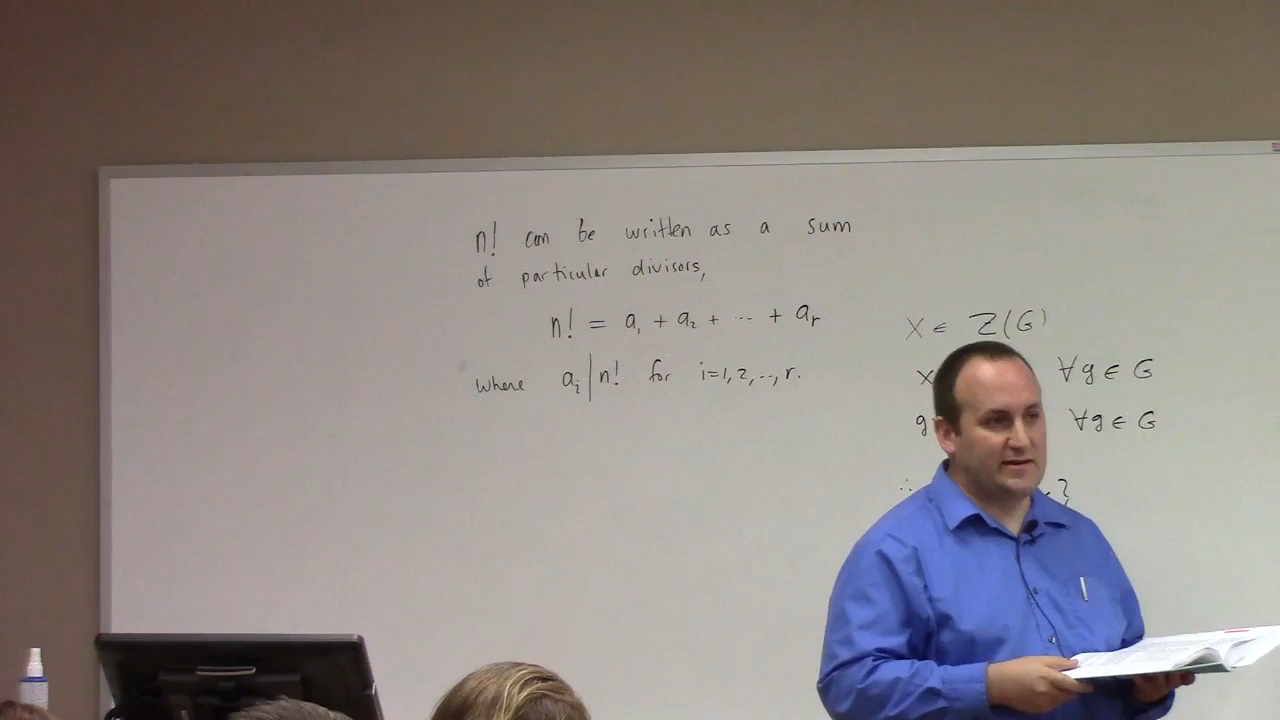 n! can be written as a sum
of particular divisors,
n! = a₁ + a₂ + ... + aᵣ
where aᵢ | n! for i=1, 2, ..., r.
x ∈ Z(G)
x ∀g ∈ G
g ∀g ∈ G
∴ }